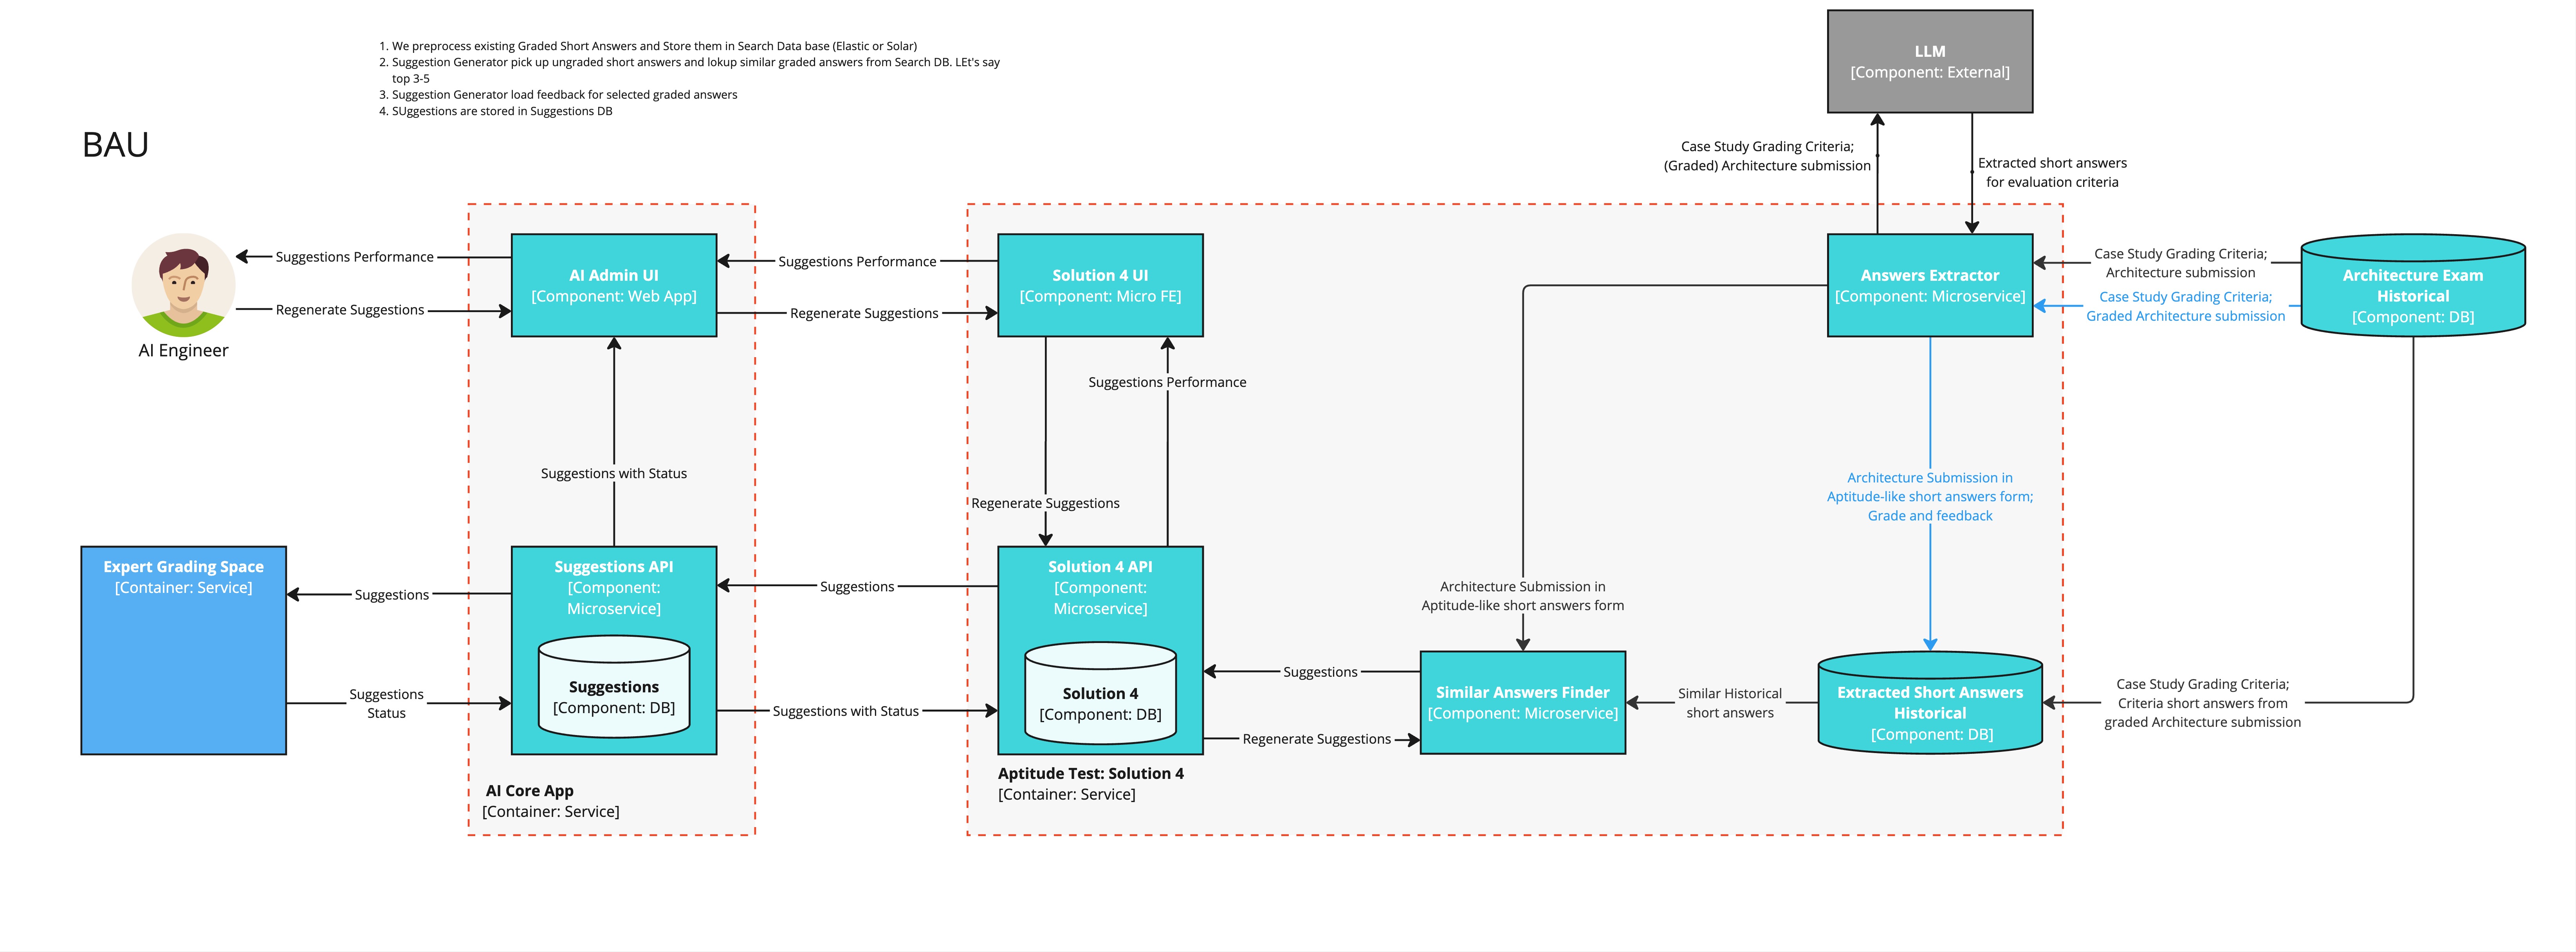 1. We preprocess existing Graded Short Answers and Store them in Search Data base (Elastic or Solar)
2. Suggestion Generator pick up ungraded short answers and lokup similar graded answers from Search DB. LEt's say
top 3-5
3. Suggestion Generator load feedback for selected graded answers
4. SUggestions are stored in Suggestions DB
BAU
LLM
[Component: External]
Case Study Grading Criteria;
(Graded) Architecture submission
Extracted short answers
for evaluation criteria
AI Engineer
Suggestions Performance
Regenerate Suggestions
AI Admin UI
[Component: Web App]
Suggestions Performance
Regenerate Suggestions
Solution 4 UI
[Component: Micro FE]
Answers Extractor
[Component: Microservice]
Case Study Grading Criteria;
Architecture submission
Case Study Grading Criteria;
Graded Architecture submission
Architecture Exam
Historical
[Component: DB]
Suggestions Performance
Suggestions with Status
Regenerate Suggestions
Architecture Submission in
Aptitude-like short answers form;
Grade and feedback
Expert Grading Space
[Container: Service]
Suggestions
Suggestions
Status
Suggestions API
[Component:
Microservice]
Suggestions
[Component: DB]
Suggestions
Suggestions with Status
Solution 4 API
[Component:
Microservice]
Solution 4
[Component: DB]
Architecture Submission in
Aptitude-like short answers form
Suggestions
Regenerate Suggestions
Similar Answers Finder
[Component: Microservice]
Similar Historical
short answers
Extracted Short Answers
Historical
[Component: DB]
Case Study Grading Criteria;
Criteria short answers from
graded Architecture submission
AI Core App
[Container: Service]
Aptitude Test: Solution 4
[Container: Service]